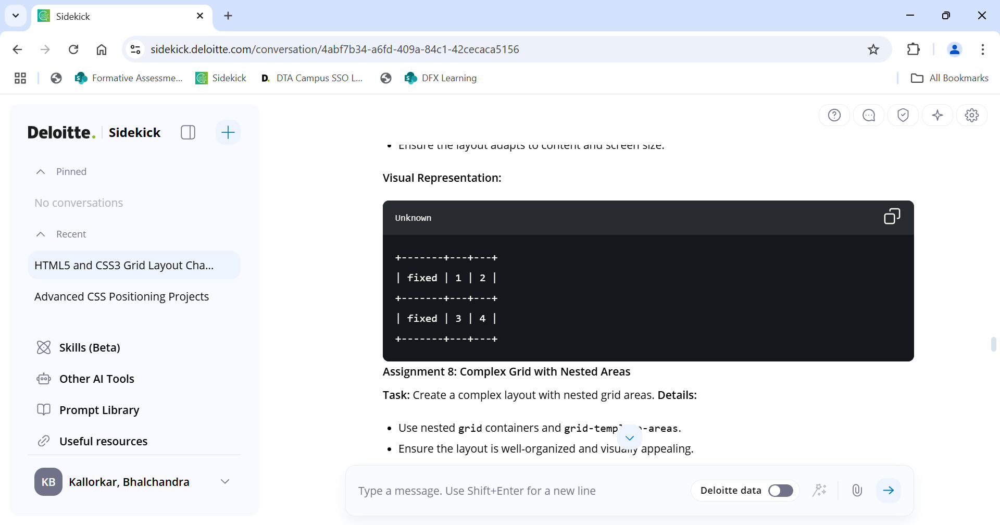 Sidekick
sidekick.deloitte.com/conversation/4abf7b34-a6fd-409a-84c1-42cecaca5156
Formative Assessme...
Sidekick
D. DTA Campus SSO L...
DFX Learning
All Bookmarks
Deloitte. Sidekick
Pinned
No conversations
Recent
HTML5 and CSS3 Grid Layout Cha...
Advanced CSS Positioning Projects
Skills (Beta)
Other AI Tools
Prompt Library
Useful resources
KB Kallorkar, Bhalchandra
• Ensure the layout adapts to content and screen size.
Visual Representation:
Unknown
+-------+---+---+
| fixed | 1 | 2 |
+-------+---+---+
| fixed | 3 | 4 |
+-------+---+---+
Assignment 8: Complex Grid with Nested Areas
Task: Create a complex layout with nested grid areas. Details:
• Use nested grid containers and grid-temp -areas.
• Ensure the layout is well-organized and visually appealing.
Type a message. Use Shift+Enter for a new line
Deloitte data